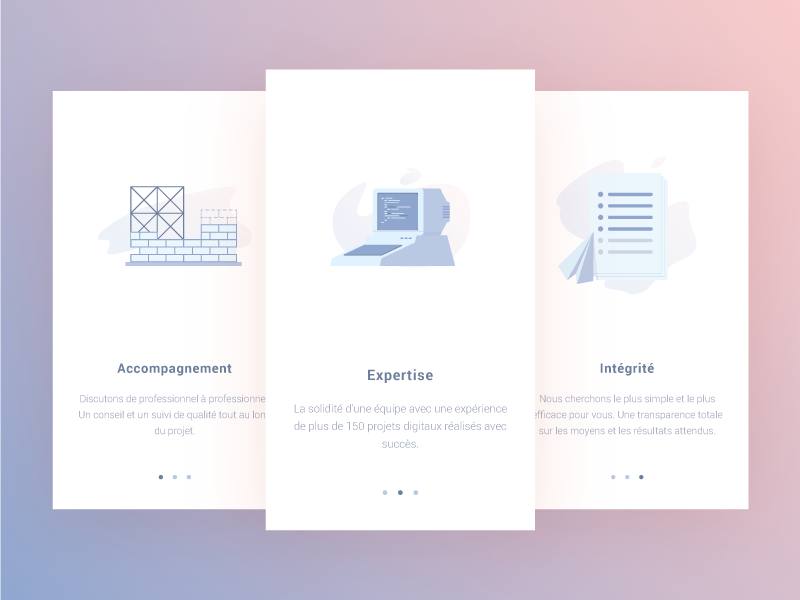 Accompagnement
Discutons de professionnel à professionne
Un conseil et un suivi de qualité tout au lon
du projet.
Expertise
La solidité d'une équipe avec une expérience
de plus de 150 projets digitaux réalisés avec
succès.
Intégrité
Nous cherchons le plus simple et le plus
efficace pour vous. Une transparence totale
sur les moyens et les résultats attendus.